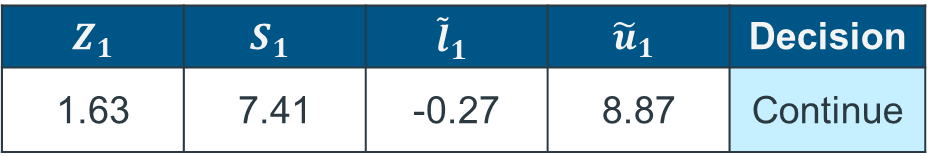 Z₁ S₁ l̃₁ ũ₁ Decision
1.63 7.41 -0.27 8.87 Continue